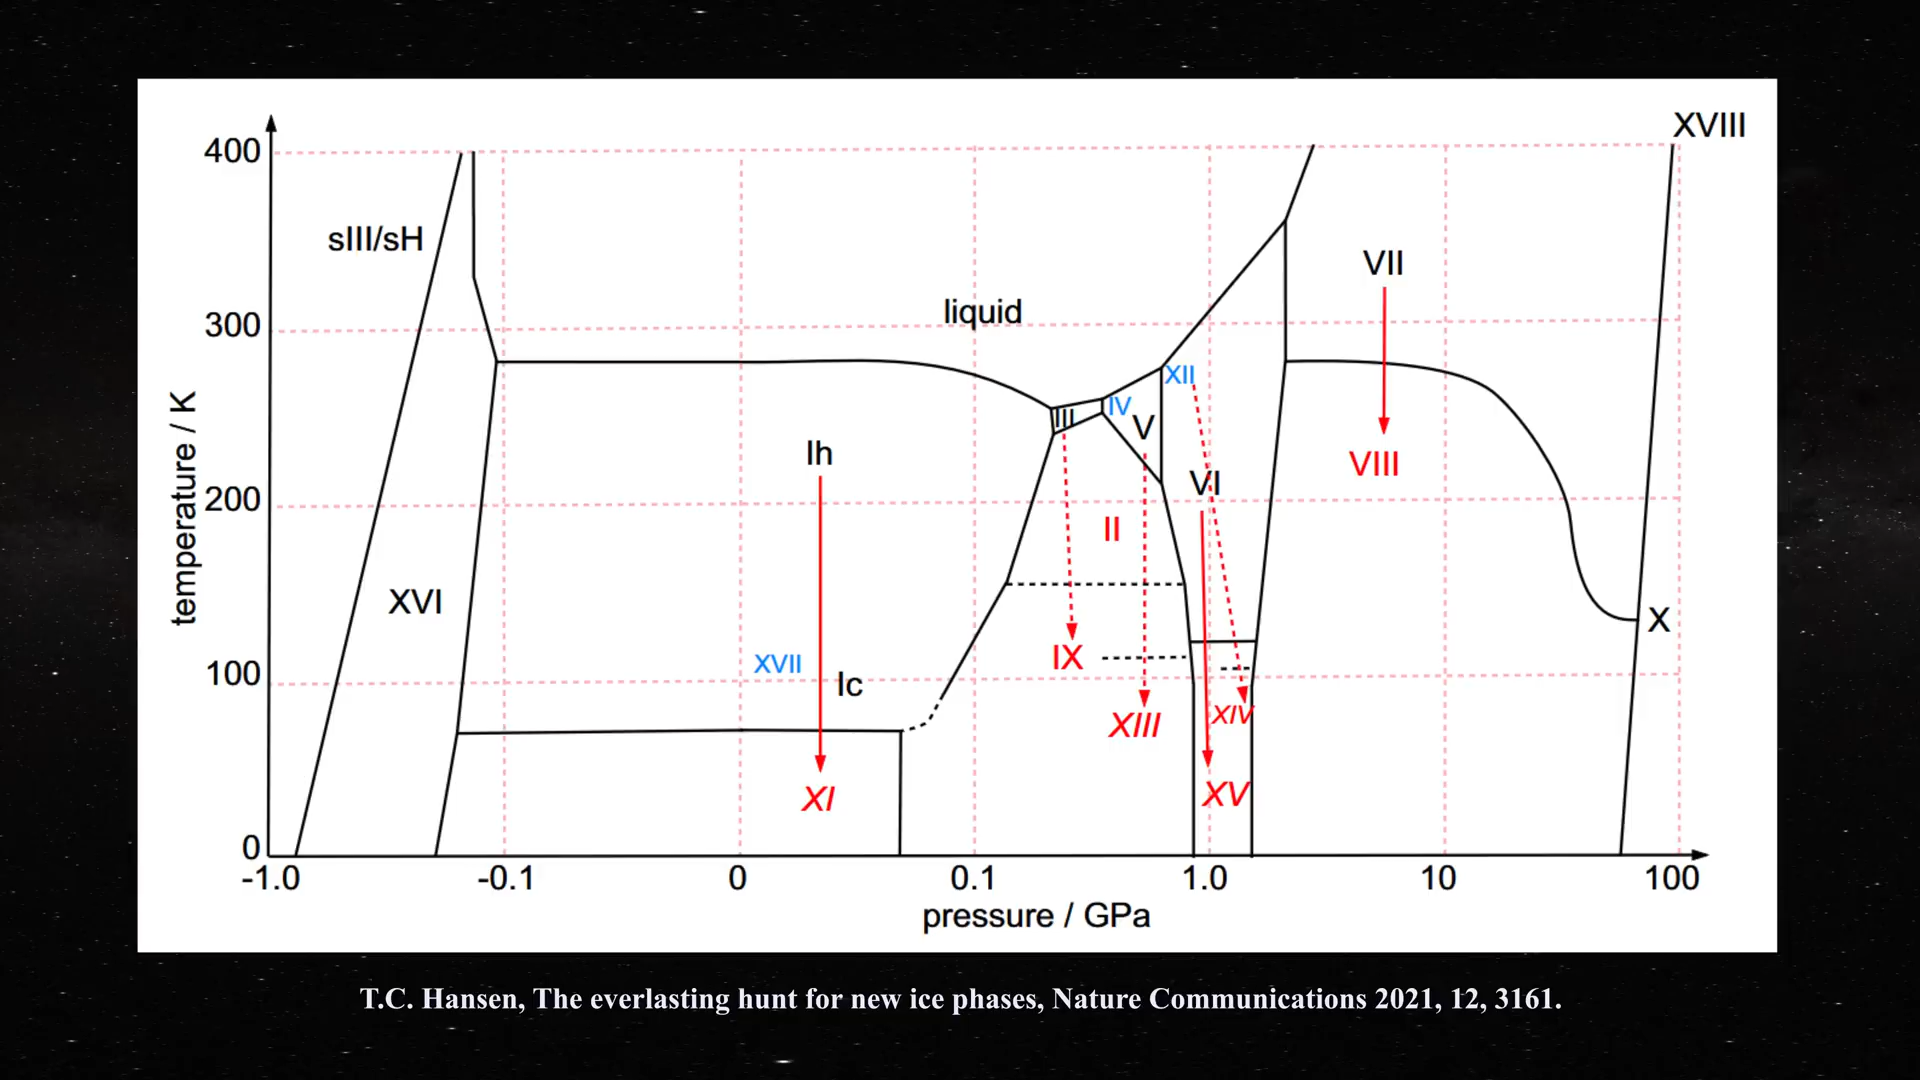 XVIII
400
sIII/sH
VII
liquid
300
XII
IV
III
V
Ih
VIII
VI
200
II
temperature / K
XVI
X
IX
XVII
Ic
100
XIV
XIII
XV
XI
0
-1.0 -0.1 0 0.1 1.0 10 100
pressure / GPa
T.C. Hansen, The everlasting hunt for new ice phases, Nature Communications 2021, 12, 3161.